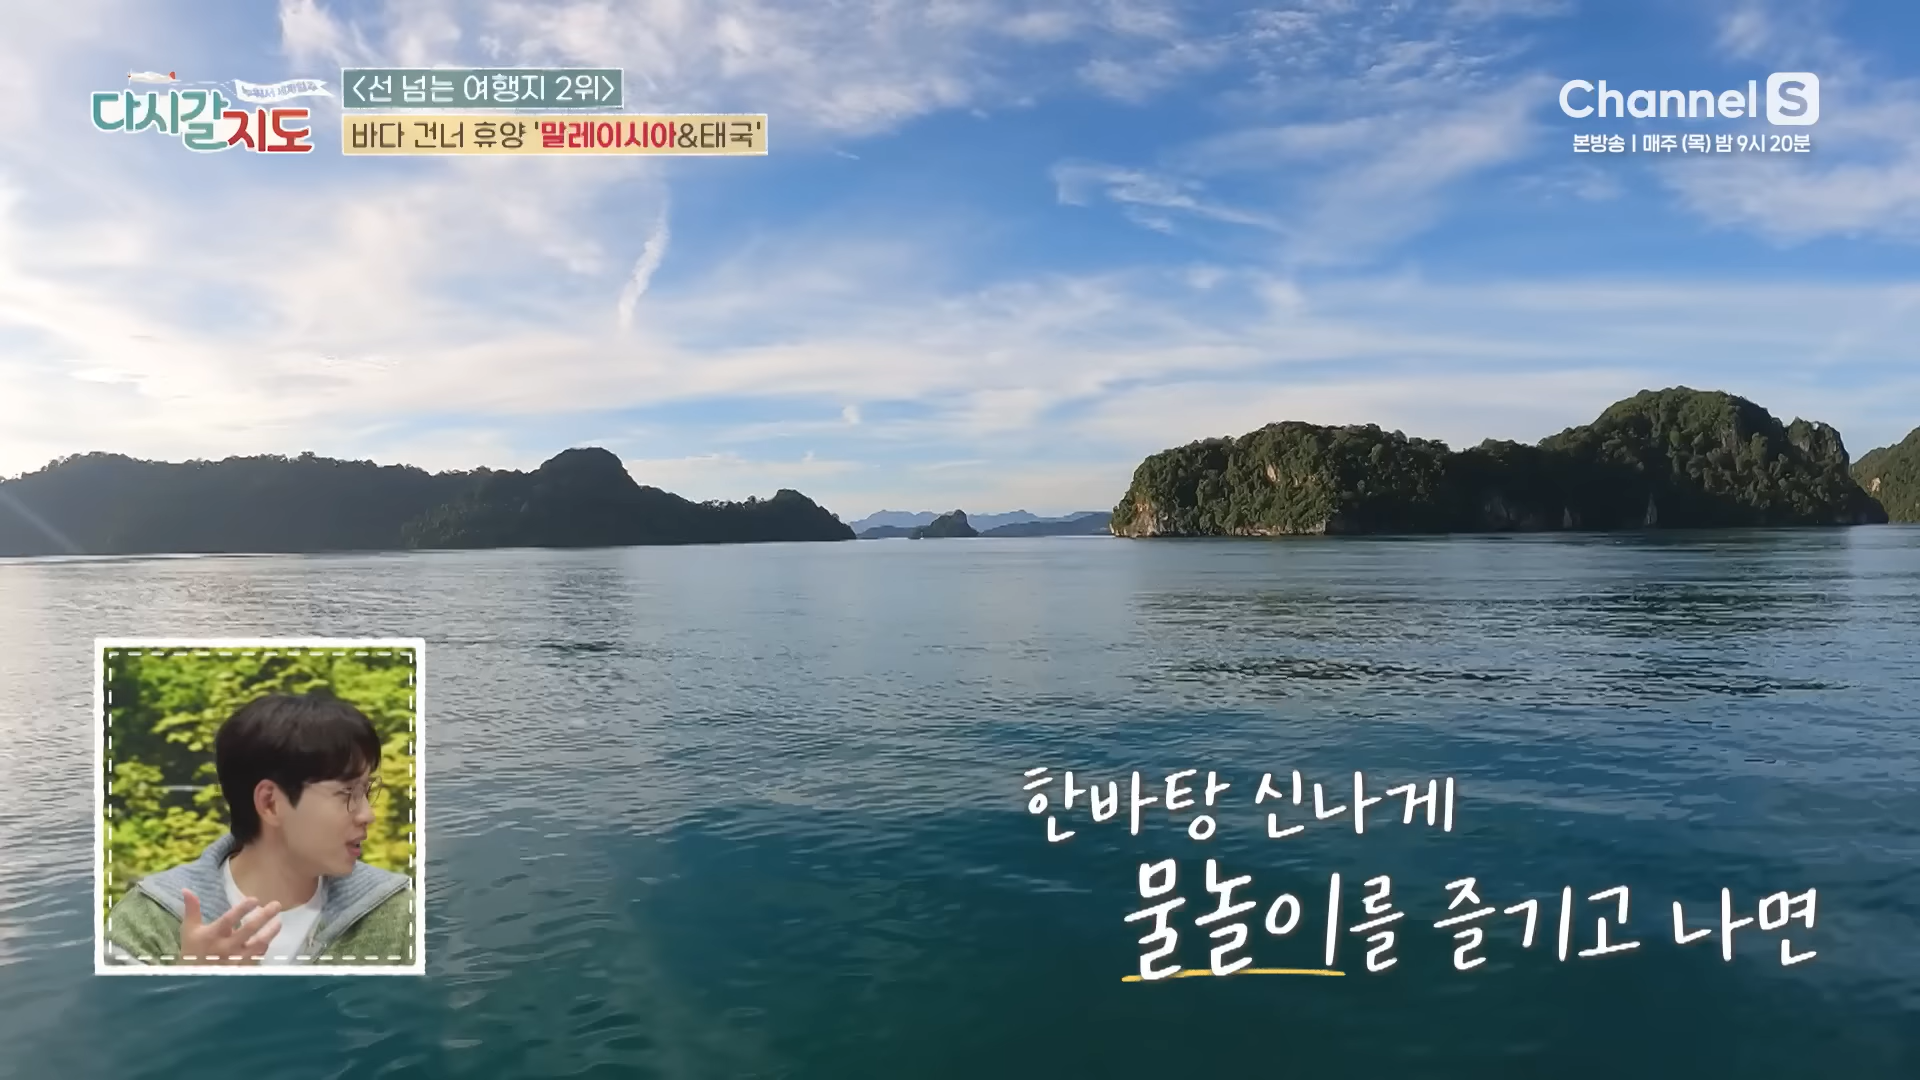 다시갈지도
<선 넘는 여행지 2위>
바다 건너 휴양 '말레이시아&태국'
Channel S
본방송 | 매주 (목) 밤 9시 20분
한바탕 신나게
물놀이를 즐기고 나면